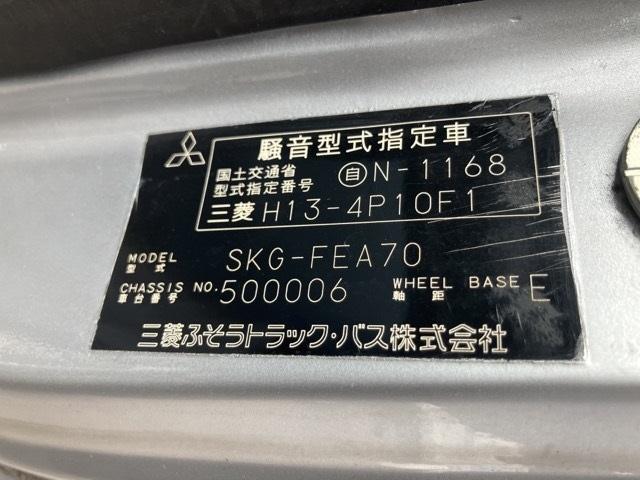 騒音型式指定車
国土交通省
型式指定番号 自N-1168
三菱 H13-4P10F1
MODEL SKG-FEA70
型式
CHASSIS NO. 500006 WHEEL BASE E
車台番号 軸距
三菱ふそうトラック・バス株式会社